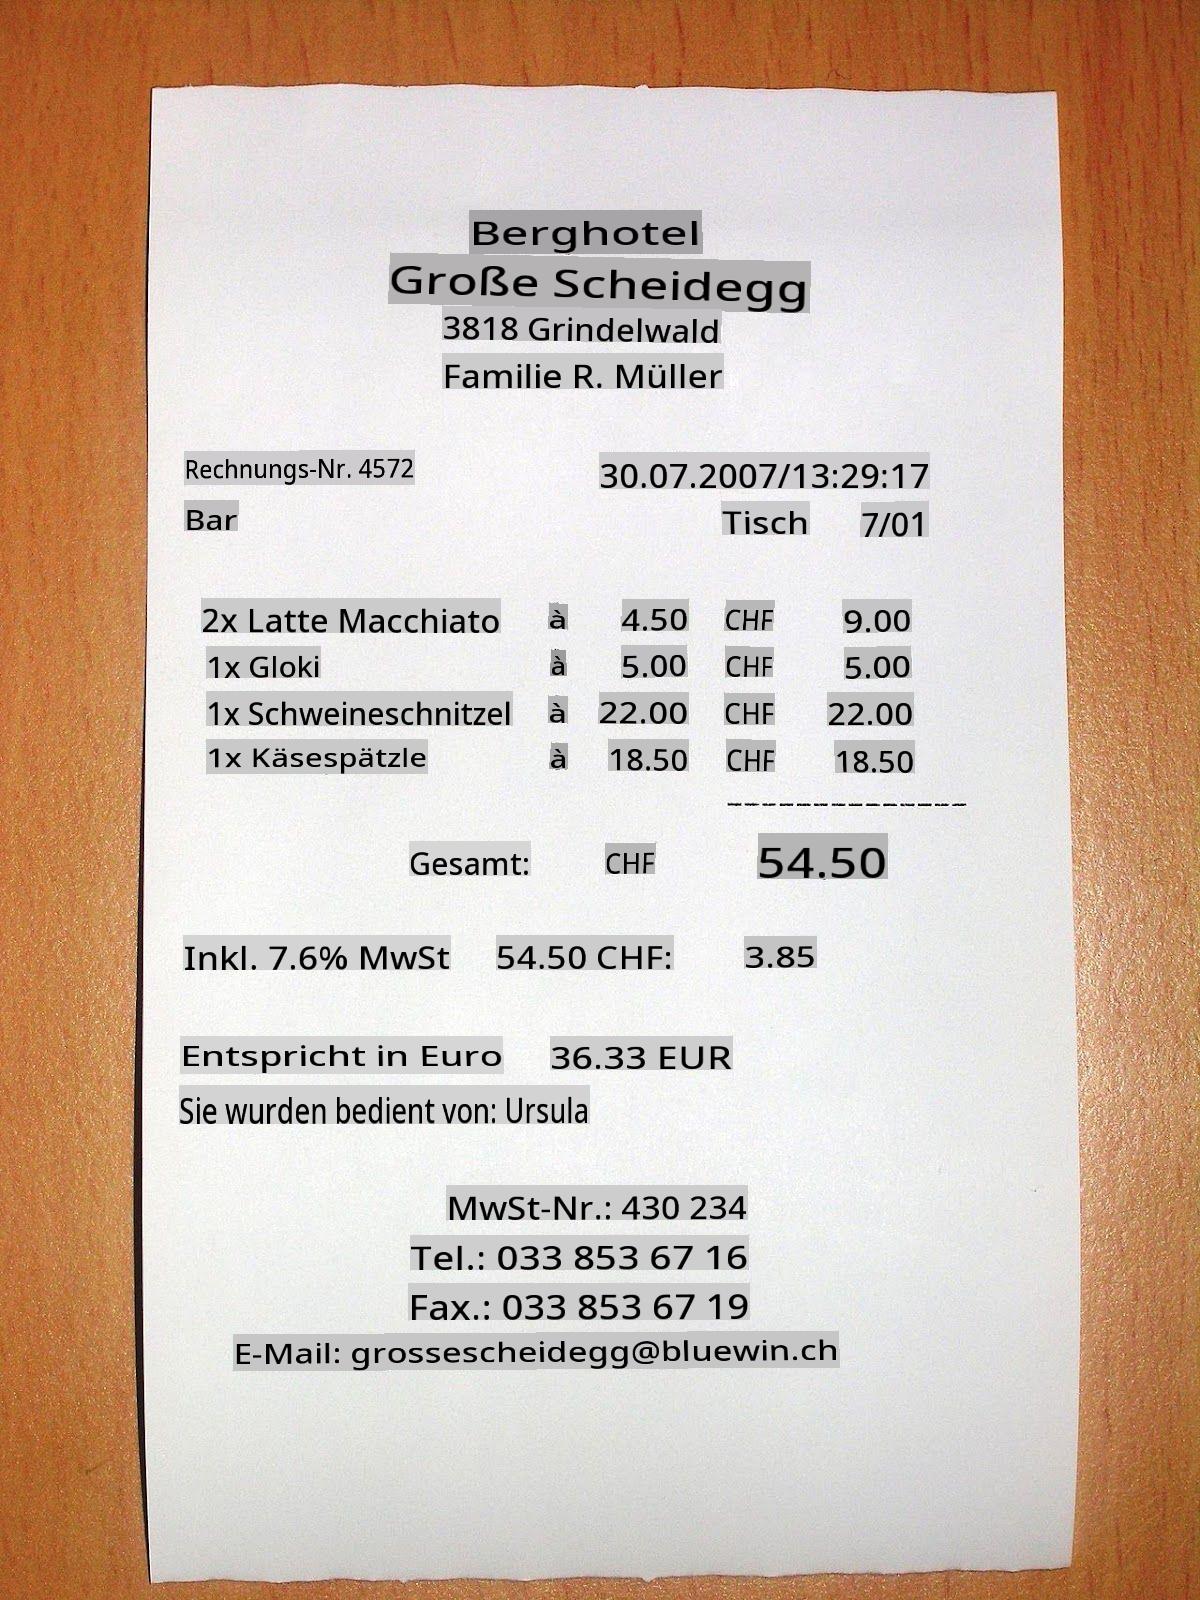 Berghotel
Große Scheidegg
3818 Grindelwald
Familie R. Müller
Rechnungs-Nr. 4572 30.07.2007/13:29:17
Bar Tisch 7/01
2x Latte Macchiato à 4.50 CHF 9.00
1x Gloki à 5.00 CHF 5.00
1x Schweineschnitzel à 22.00 CHF 22.00
1x Käsespätzle à 18.50 CHF 18.50
--------------
Gesamt: CHF 54.50
Inkl. 7.6% MwSt 54.50 CHF: 3.85
Entspricht in Euro 36.33 EUR
Sie wurden bedient von: Ursula
MwSt-Nr.: 430 234
Tel.: 033 853 67 16
Fax.: 033 853 67 19
E-Mail: grossescheidegg@bluewin.ch